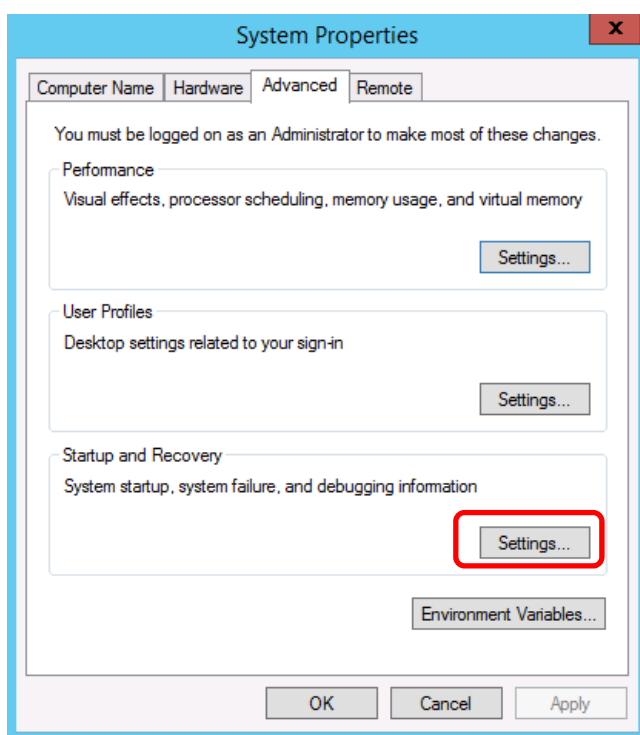 System Properties
x
Computer Name Hardware Advanced Remote
You must be logged on as an Administrator to make most of these changes.
Performance
Visual effects, processor scheduling, memory usage, and virtual memory
Settings...
User Profiles
Desktop settings related to your sign-in
Settings...
Startup and Recovery
System startup, system failure, and debugging information
Settings...
Environment Variables...
OK Cancel Apply